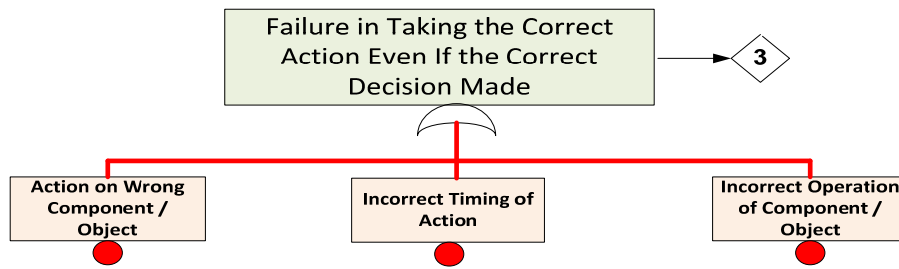 Failure in Taking the Correct
Action Even If the Correct
Decision Made
3
Action on Wrong
Component /
Object
Incorrect Timing of
Action
Incorrect Operation
of Component /
Object